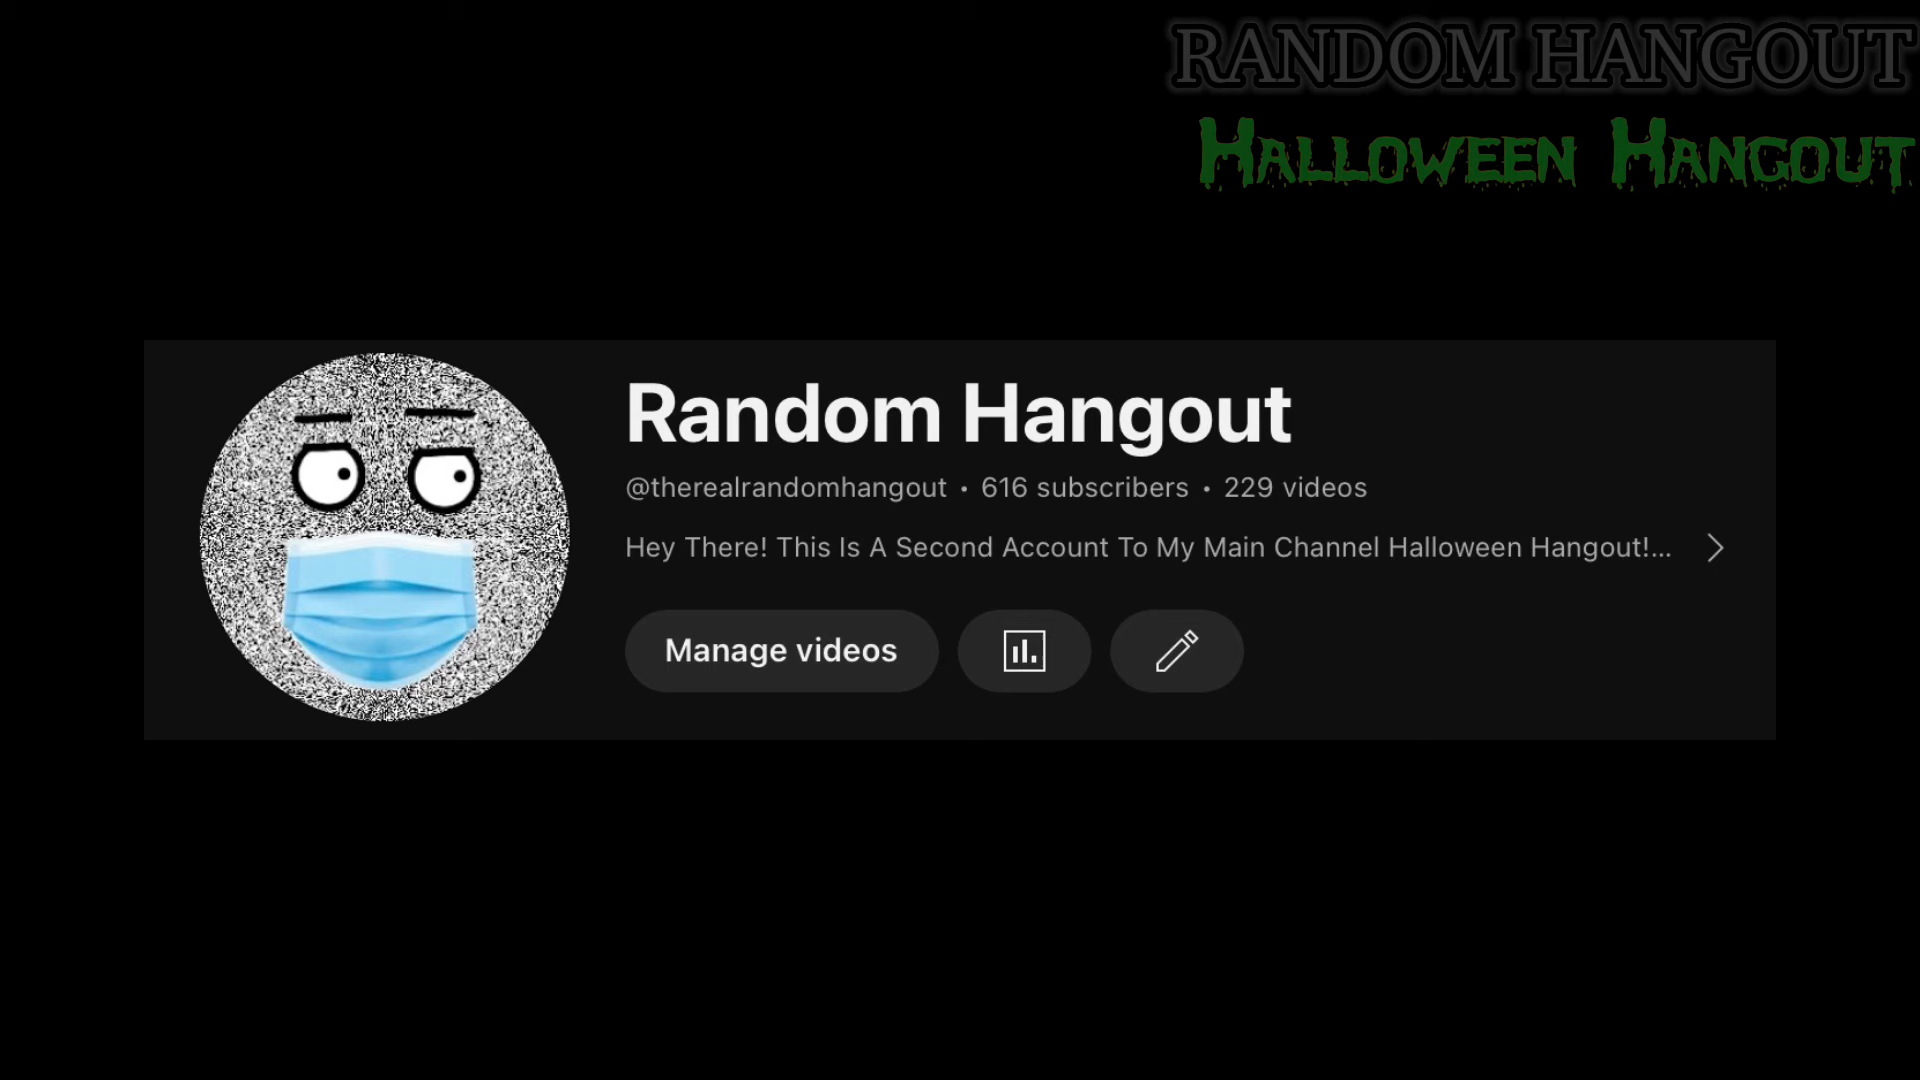 RANDOM HANGOUT
Halloween Hangout
Random Hangout
@therealrandomhangout • 616 subscribers • 229 videos
Hey There! This Is A Second Account To My Main Channel Halloween Hangout!...
Manage videos